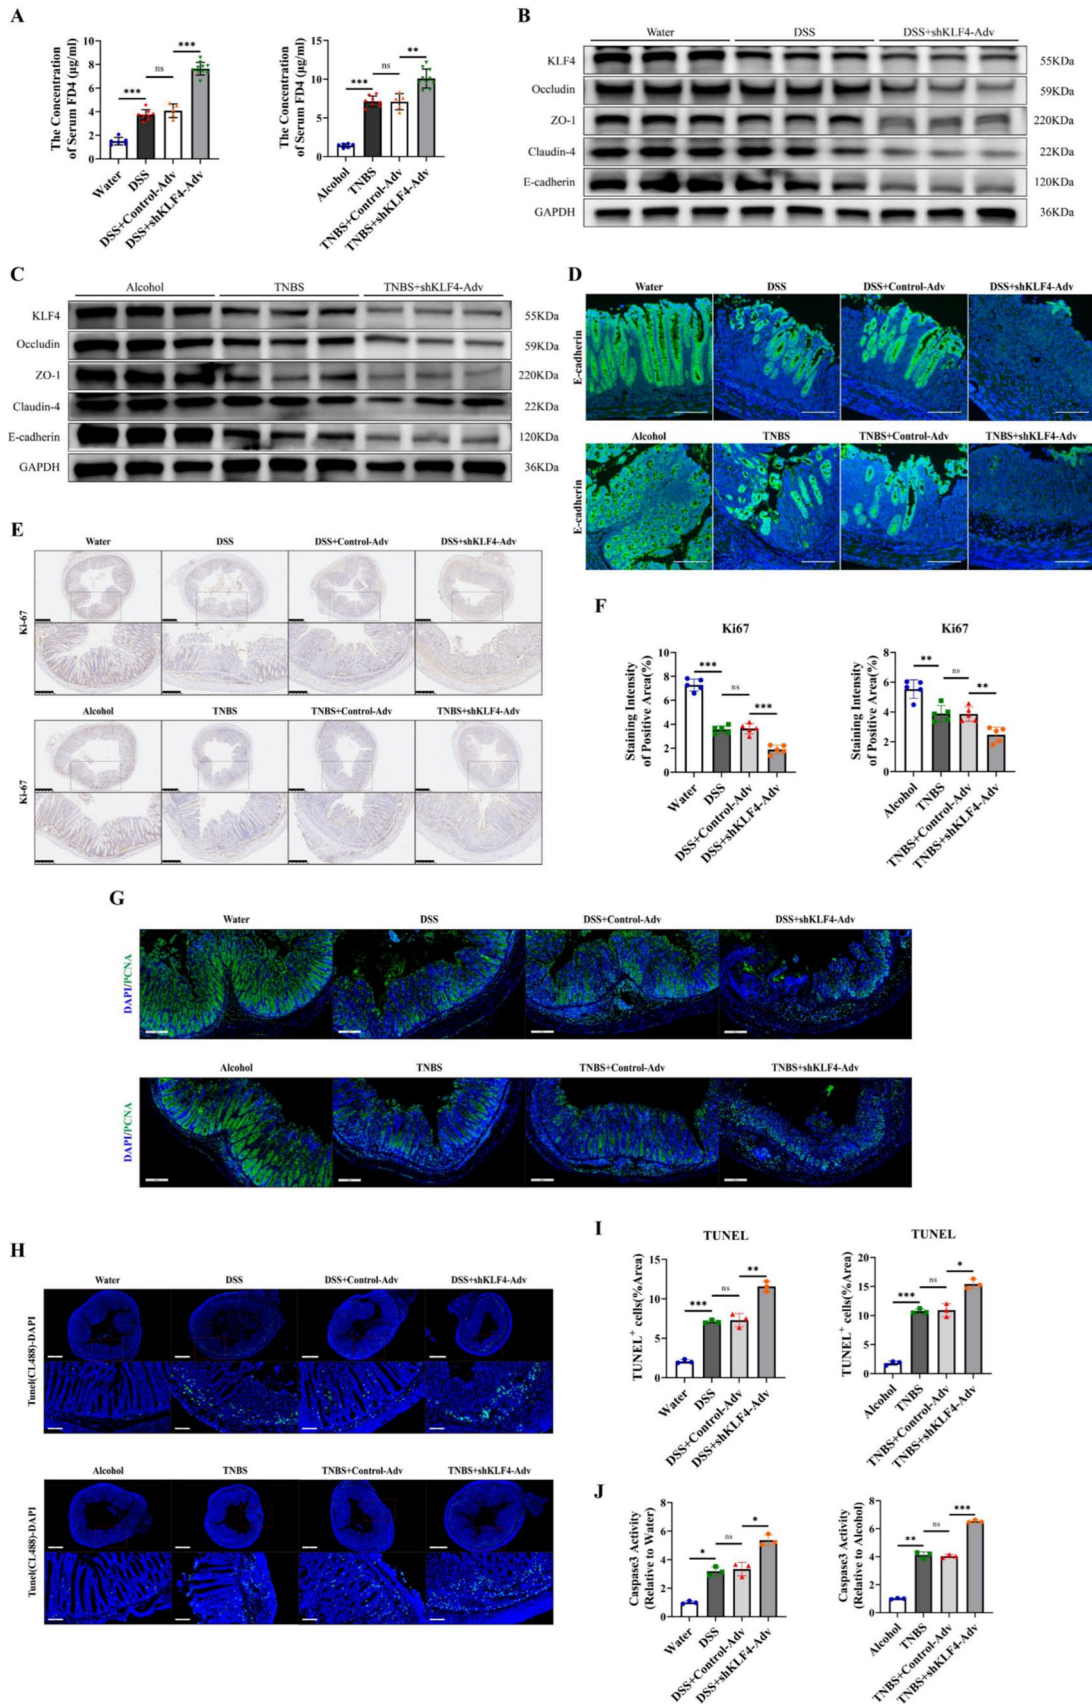 A
The Concentration
of Serum FD4 (μg/ml)
10
8
6
4
2
0
***
ns
***
Water
DSS
DSS+Control-Adv
DSS+shKLF4-Adv
The Concentration
of Serum FD4 (μg/ml)
15
10
5
0
***
ns
**
Alcohol
TNBS
TNBS+Control-Adv
TNBS+shKLF4-Adv
B
Water DSS DSS+shKLF4-Adv
KLF4 55KDa
Occludin 59KDa
ZO-1 220KDa
Claudin-4 22KDa
E-cadherin 120KDa
GAPDH 36KDa
C
Alcohol TNBS TNBS+shKLF4-Adv
KLF4 55KDa
Occludin 59KDa
ZO-1 220KDa
Claudin-4 22KDa
E-cadherin 120KDa
GAPDH 36KDa
D
Water DSS DSS+Control-Adv DSS+shKLF4-Adv
E-cadherin
Alcohol TNBS TNBS+Control-Adv TNBS+shKLF4-Adv
E-cadherin
E
Water DSS DSS+Control-Adv DSS+shKLF4-Adv
Ki-67
Alcohol TNBS TNBS+Control-Adv TNBS+shKLF4-Adv
Ki-67
F
Ki67
Staining Intensity
of Positive Area(%)
10
8
6
4
2
0
***
ns
***
Water
DSS
DSS+Control-Adv
DSS+shKLF4-Adv
Ki67
Staining Intensity
of Positive Area(%)
8
6
4
2
0
**
ns
**
Alcohol
TNBS
TNBS+Control-Adv
TNBS+shKLF4-Adv
G
Water DSS DSS+Control-Adv DSS+shKLF4-Adv
DAPI/PCNA
Alcohol TNBS TNBS+Control-Adv TNBS+shKLF4-Adv
DAPI/PCNA
H
Water DSS DSS+Control-Adv DSS+shKLF4-Adv
Tunel(CL488)-DAPI
Alcohol TNBS TNBS+Control-Adv TNBS+shKLF4-Adv
Tunel(CL488)-DAPI
I
TUNEL
TUNEL+ cells(%Area)
15
10
5
0
***
ns
**
Water
DSS
DSS+Control-Adv
DSS+shKLF4-Adv
TUNEL
TUNEL+ cells(%Area)
20
15
10
5
0
***
ns
*
Alcohol
TNBS
TNBS+Control-Adv
TNBS+shKLF4-Adv
J
Caspase3 Activity
(Relative to Water)
8
6
4
2
0
*
ns
*
Water
DSS
DSS+Control-Adv
DSS+shKLF4-Adv
Caspase3 Activity
(Relative to Alcohol)
8
6
4
2
0
**
ns
***
Alcohol
TNBS
TNBS+Control-Adv
TNBS+shKLF4-Adv